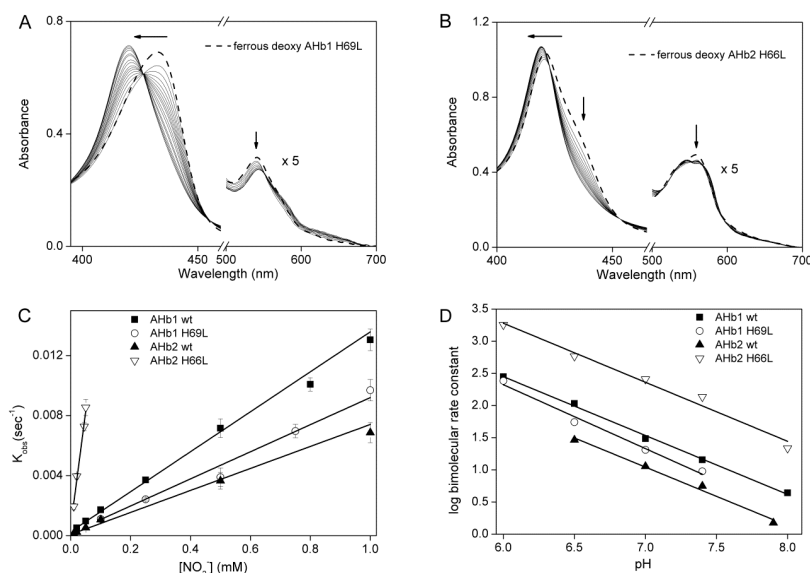 A
0.8
0.4
0.0
Absorbance
ferrous deoxy AHb1 H69L
x 5
400
450
500
600
700
Wavelength (nm)
B
1.2
0.8
0.4
0.0
Absorbance
ferrous deoxy AHb2 H66L
x 5
400
450
500
600
700
Wavelength (nm)
C
0.012
0.008
0.004
0.000
Kobs(sec-1)
AHb1 wt
AHb1 H69L
AHb2 wt
AHb2 H66L
0.0
0.2
0.4
0.6
0.8
1.0
[NO2-] (mM)
D
3.5
3.0
2.5
2.0
1.5
1.0
0.5
0.0
log bimolecular rate constant
AHb1 wt
AHb1 H69L
AHb2 wt
AHb2 H66L
6.0
6.5
7.0
7.5
8.0
pH